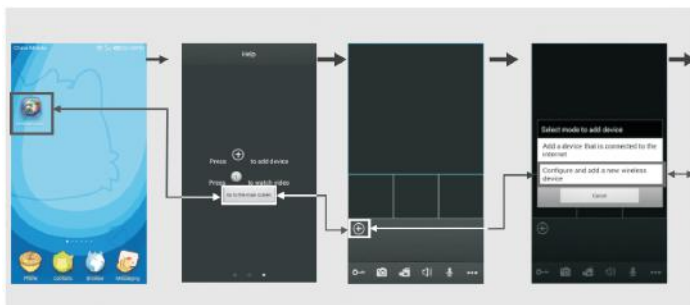 China Mobile
Help
Press to add device
Press to watch video
Go to the main screen
Select mode to add device
Add a device that is connected to the
internet
Configure and add a new wireless
device
Cancel
Phone
Contacts
Browser
Messaging